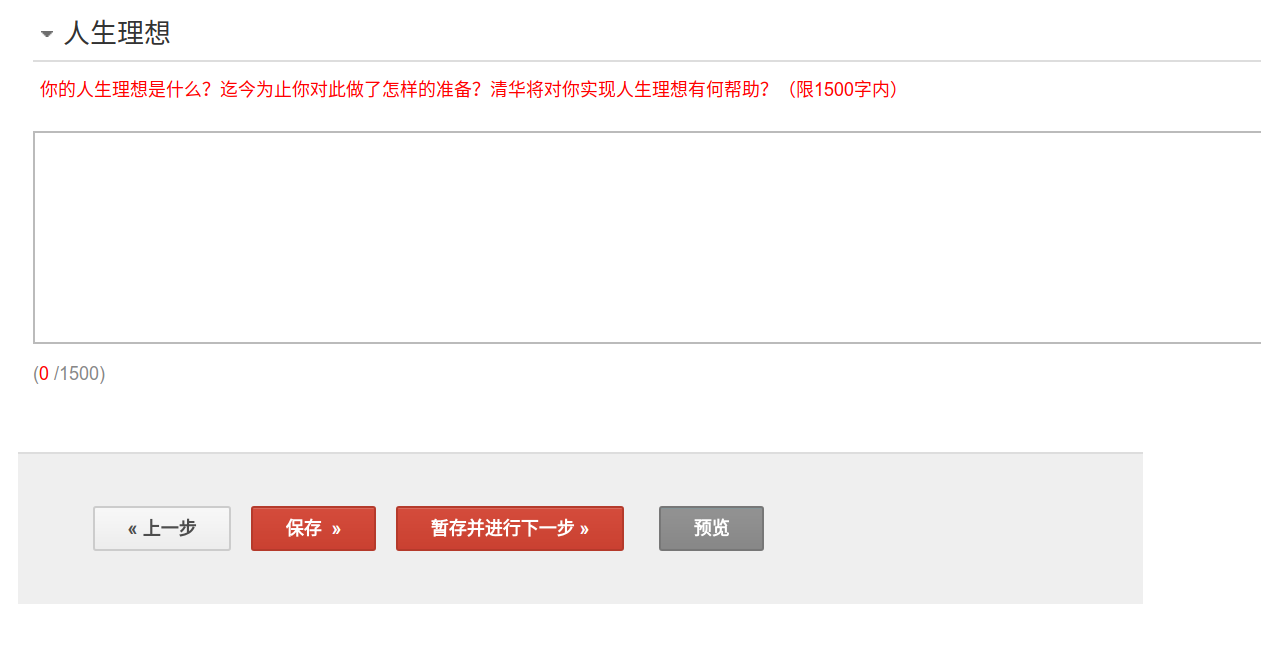 人生理想
你的人生理想是什么？迄今为止你对此做了怎样的准备？清华将对你实现人生理想有何帮助？（限1500字内）
(0 /1500)
« 上一步 保存 » 暂存并进行下一步 » 预览